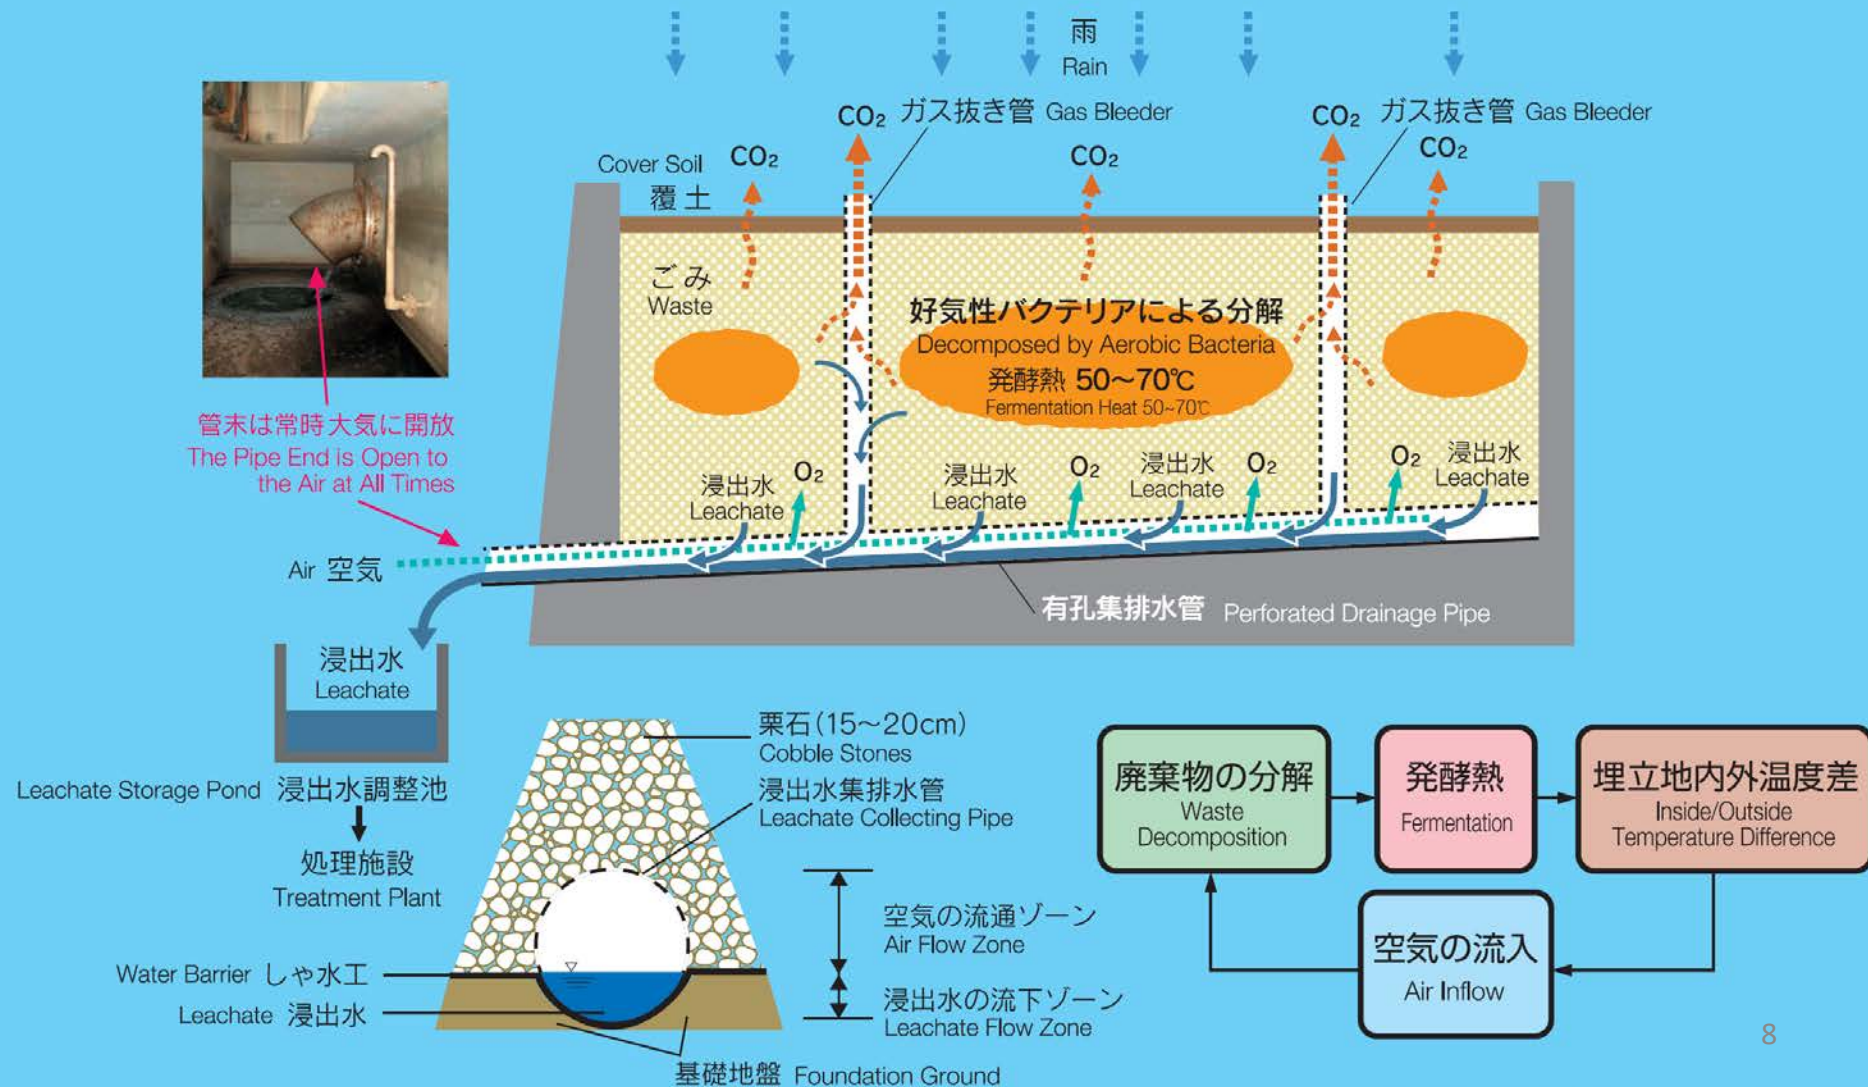 雨
Rain
CO₂
ガス抜き管 Gas Bleeder
CO₂
ガス抜き管 Gas Bleeder
Cover Soil
覆土
CO₂
CO₂
CO₂
ごみ
Waste
好気性バクテリアによる分解
Decomposed by Aerobic Bacteria
発酵熱 50～70℃
Fermentation Heat 50~70℃
管末は常時大気に開放
The Pipe End is Open to
the Air at All Times
浸出水
Leachate
O₂
浸出水
Leachate
O₂
浸出水
Leachate
O₂
O₂
浸出水
Leachate
Air 空気
有孔集排水管 Perforated Drainage Pipe
浸出水
Leachate
Leachate Storage Pond 浸出水調整池
処理施設
Treatment Plant
栗石(15～20cm)
Cobble Stones
浸出水集排水管
Leachate Collecting Pipe
空気の流通ゾーン
Air Flow Zone
浸出水の流下ゾーン
Leachate Flow Zone
Water Barrier しゃ水工
Leachate 浸出水
基礎地盤 Foundation Ground
廃棄物の分解
Waste
Decomposition
発酵熱
Fermentation
埋立地内外温度差
Inside/Outside
Temperature Difference
空気の流入
Air Inflow
8